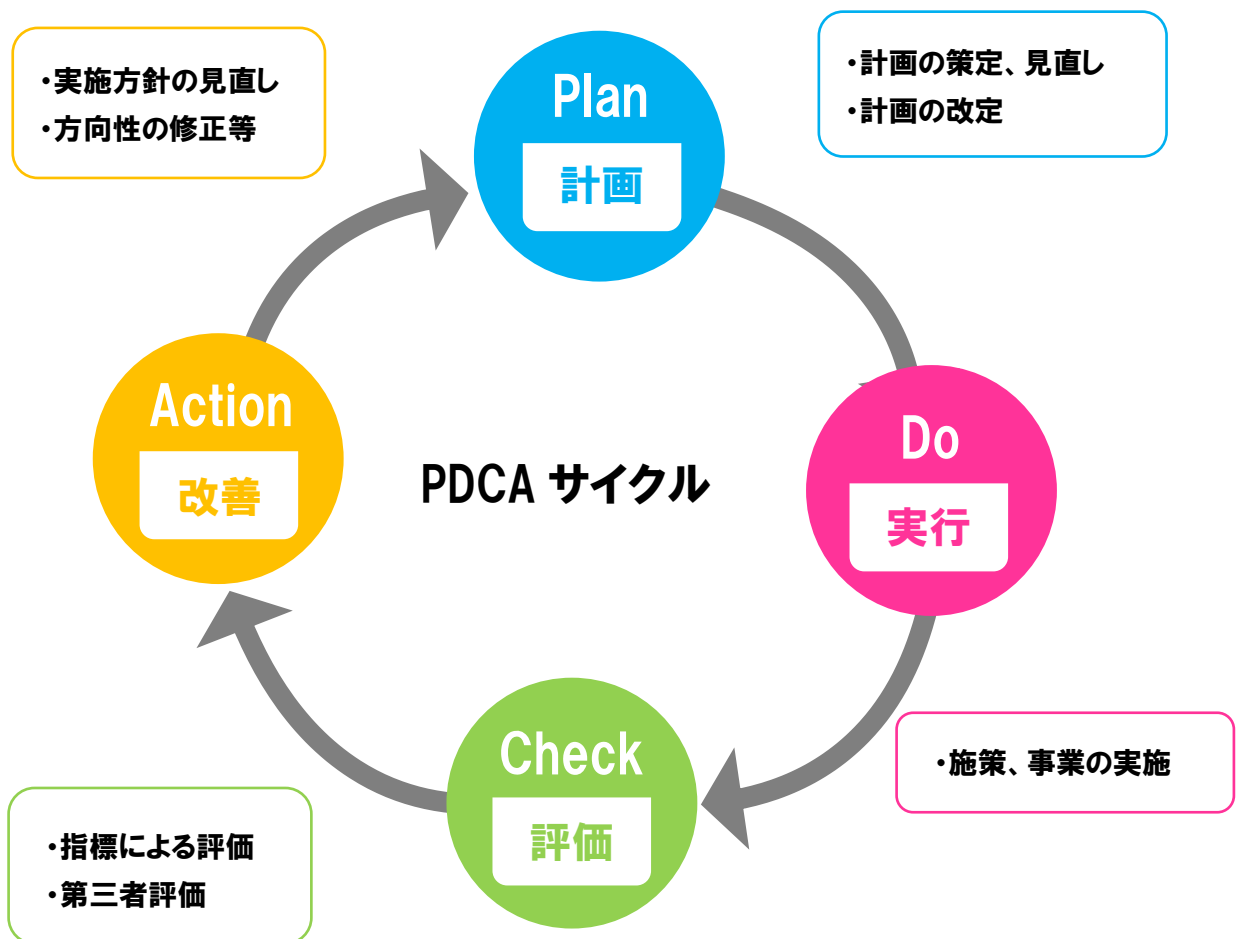 ・実施方針の見直し
・方向性の修正等
Plan
計画
・計画の策定、見直し
・計画の改定
Action
改善
PDCA サイクル
Do
実行
Check
評価
・施策、事業の実施
・指標による評価
・第三者評価